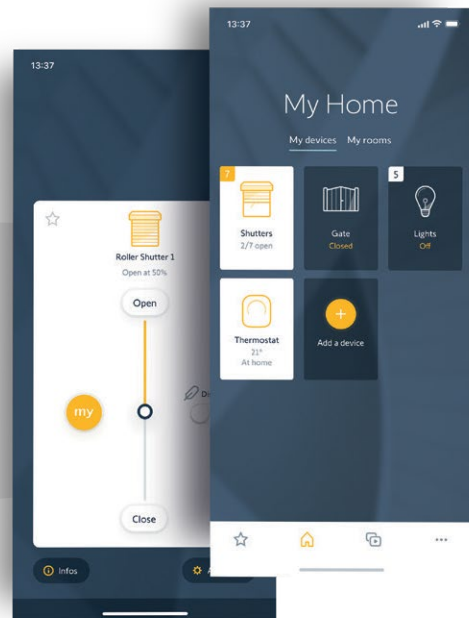 13:37
Roller Shutter 1
Open at 50%
Open
my
Close
Infos
13:37
My Home
My devices My rooms
7
Shutters
2/7 open
Gate
Closed
5
Lights
Off
Thermostat
21°
At home
Add a device